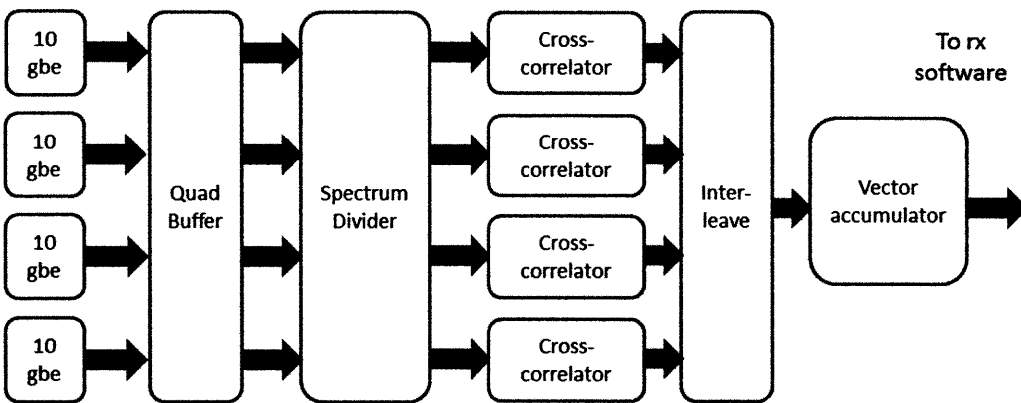 10
gbe
10
gbe
10
gbe
10
gbe
Quad
Buffer
Spectrum
Divider
Cross-
correlator
Cross-
correlator
Cross-
correlator
Cross-
correlator
Inter-
leave
Vector
accumulator
To rx
software